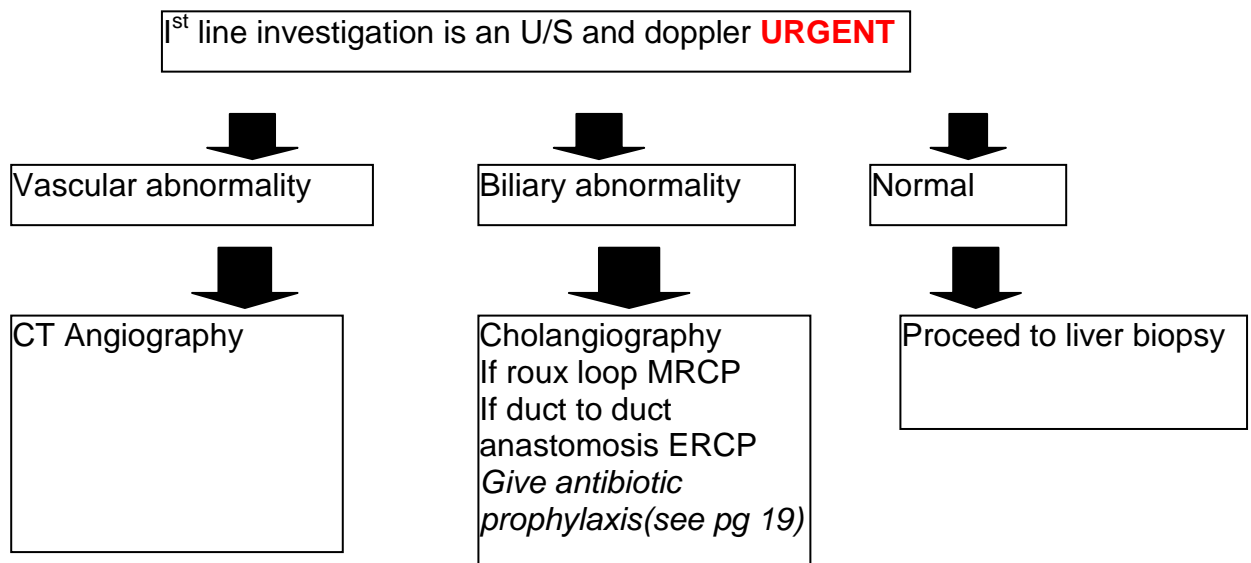 Ist line investigation is an U/S and doppler URGENT
Vascular abnormality
Biliary abnormality
Normal
CT Angiography
Cholangiography
If roux loop MRCP
If duct to duct
anastomosis ERCP
Give antibiotic
prophylaxis(see pg 19)
Proceed to liver biopsy